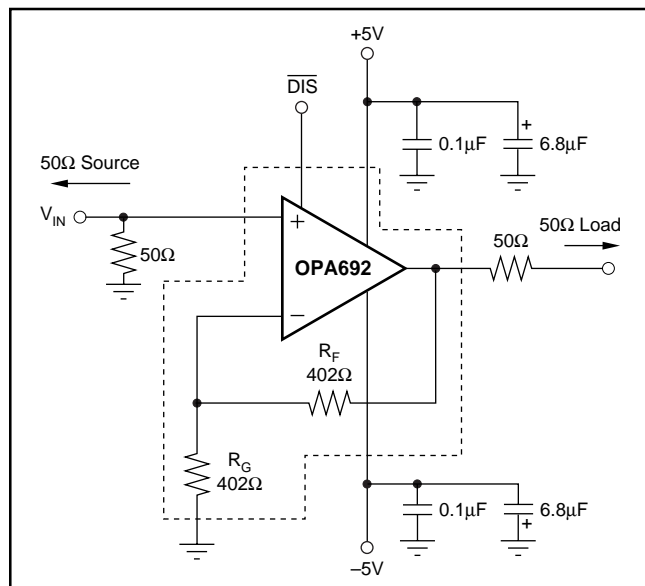 +5V
DIS
0.1µF
+
6.8µF
50Ω Source
50Ω Load
V_IN
+
50Ω
OPA692
50Ω
−
R_F
402Ω
R_G
402Ω
0.1µF
6.8µF
+
−5V